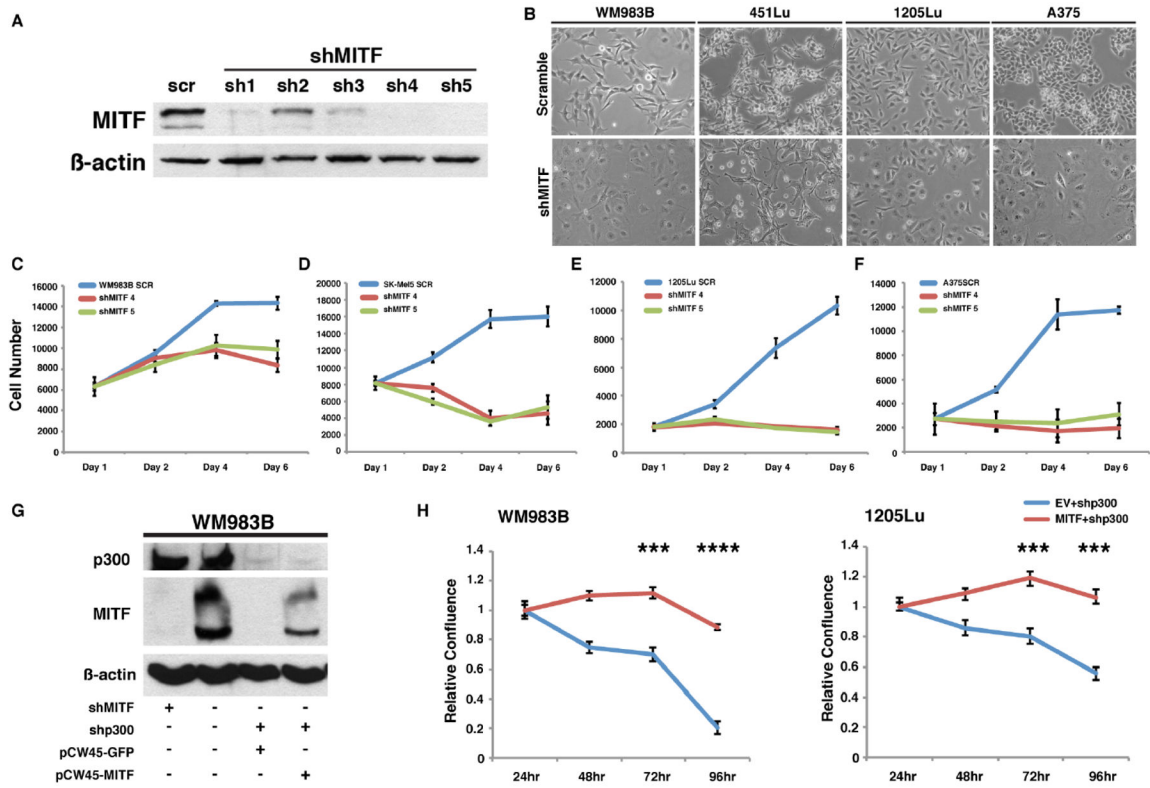 A
shMITF
scr sh1 sh2 sh3 sh4 sh5
MITF
ß-actin
B
WM983B 451Lu 1205Lu A375
Scramble
shMITF
C
WM983B SCR
shMITF 4
shMITF 5
Cell Number
16000
14000
12000
10000
8000
6000
4000
2000
0
Day 1 Day 2 Day 4 Day 6
D
SK-Mel5 SCR
shMITF 4
shMITF 5
20000
18000
16000
14000
12000
10000
8000
6000
4000
2000
0
Day 1 Day 2 Day 4 Day 6
E
1205Lu SCR
shMITF 4
shMITF 5
12000
10000
8000
6000
4000
2000
0
Day 1 Day 2 Day 4 Day 6
F
A375SCR
shMITF 4
shMITF 5
14000
12000
10000
8000
6000
4000
2000
0
Day 1 Day 2 Day 4 Day 6
G
WM983B
p300
MITF
ß-actin
shMITF + - - -
shp300 - - + +
pCW45-GFP - - + -
pCW45-MITF - - - +
H
WM983B
*** ****
Relative Confluence
1.4
1.2
1
0.8
0.6
0.4
0.2
0
24hr 48hr 72hr 96hr
1205Lu
EV+shp300
MITF+shp300
*** ***
Relative Confluence
1.4
1.2
1
0.8
0.6
0.4
0.2
0
24hr 48hr 72hr 96hr